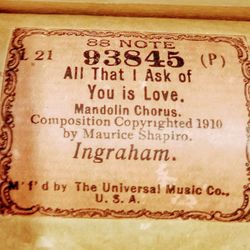 88 NOTE
L 21 93845 (P)
All That I Ask of
You is Love.
Mandolin Chorus.
Composition Copyrighted 1910
by Maurice Shapiro.
Ingraham.
M'f'd by The Universal Music Co.,
U. S. A.